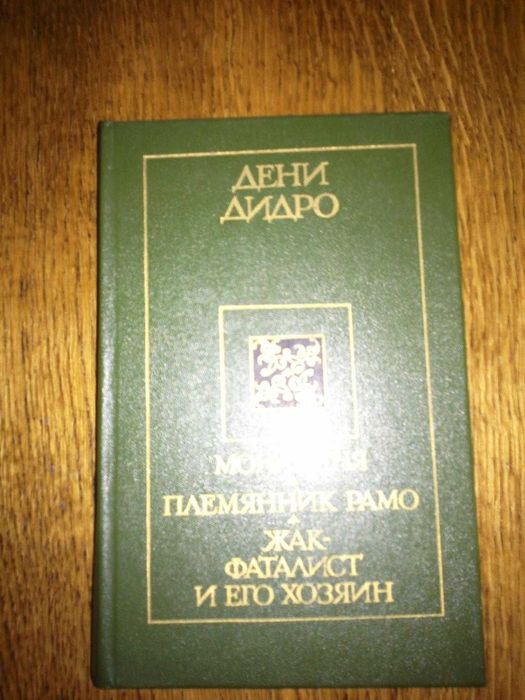 ДЕНИ
ДИДРО
ПЛЕМЯННИК РАМО
ЖАК-
ФАТАЛИСТ
И ЕГО ХОЗЯИН